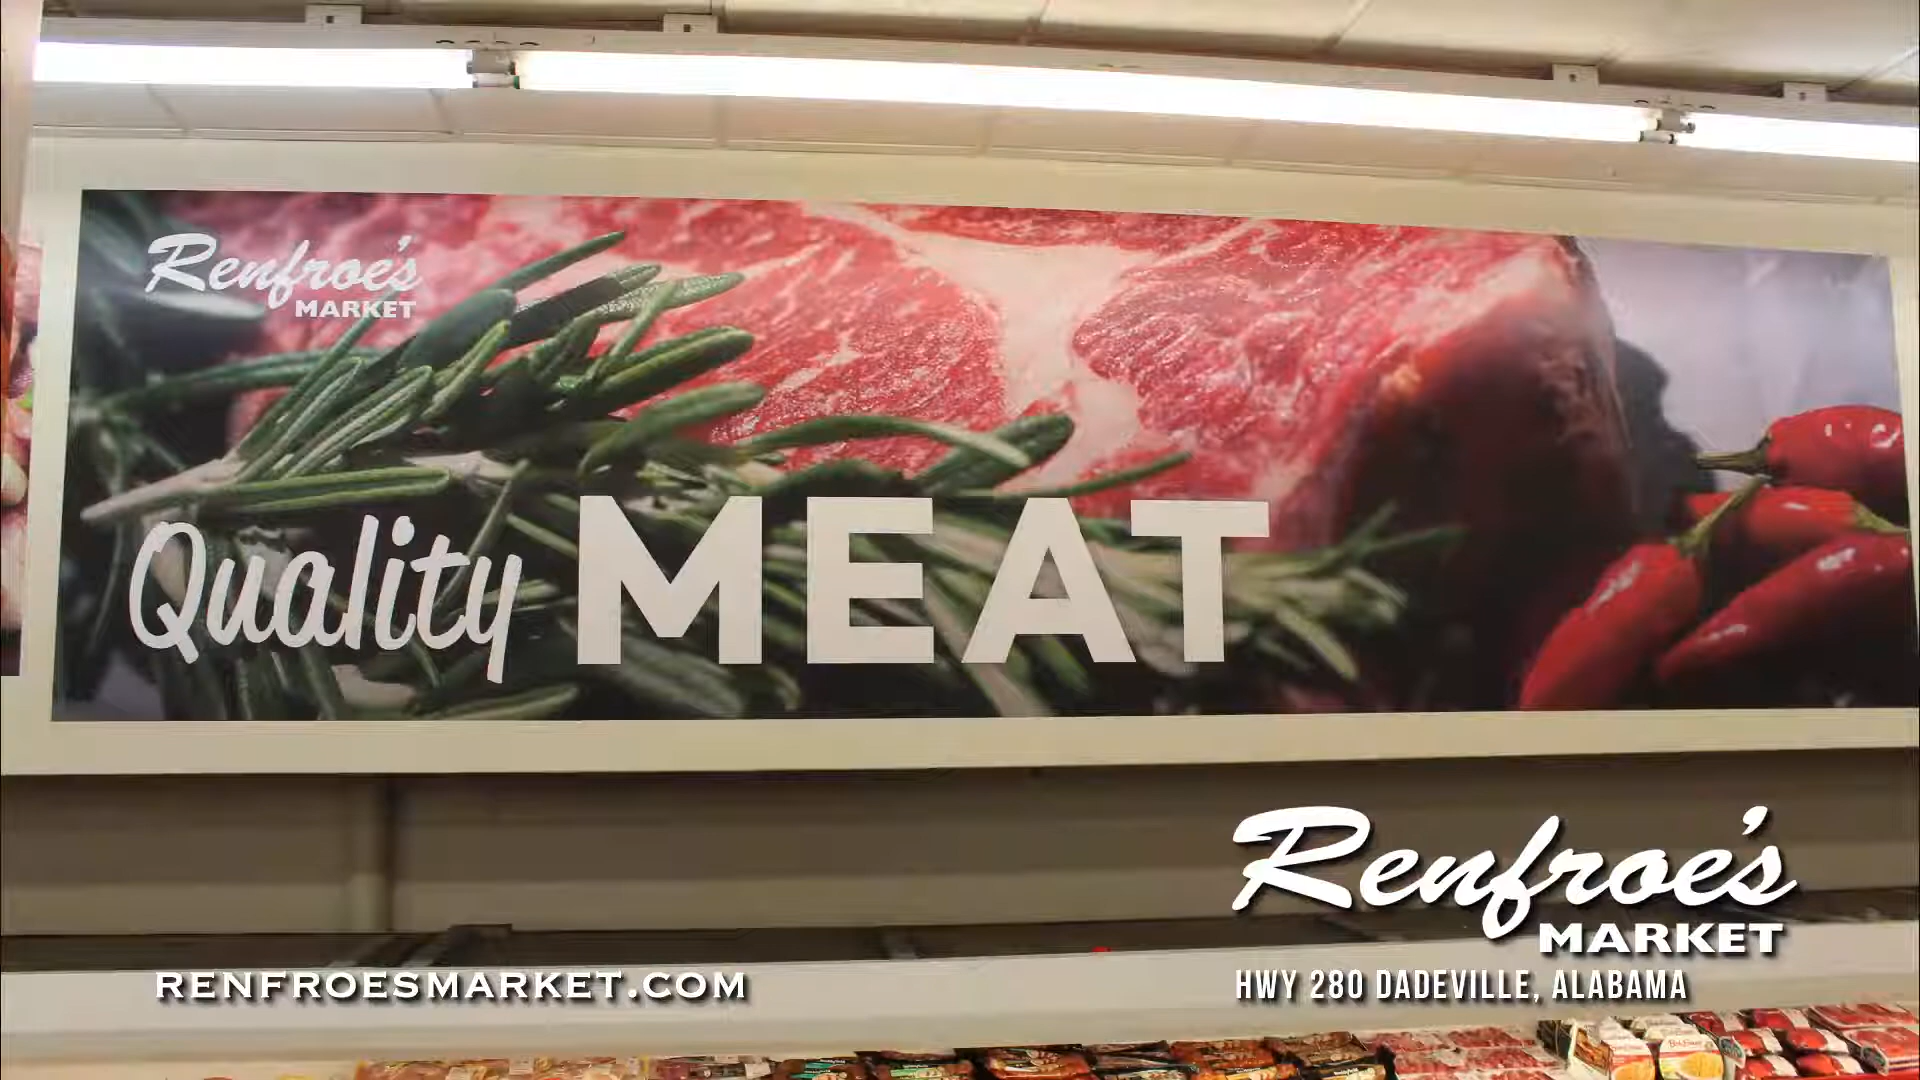 Renfroe's
MARKET
Quality MEAT
Renfroe's
MARKET
RENFROESMARKET.COM
HWY 280 DADEVILLE, ALABAMA